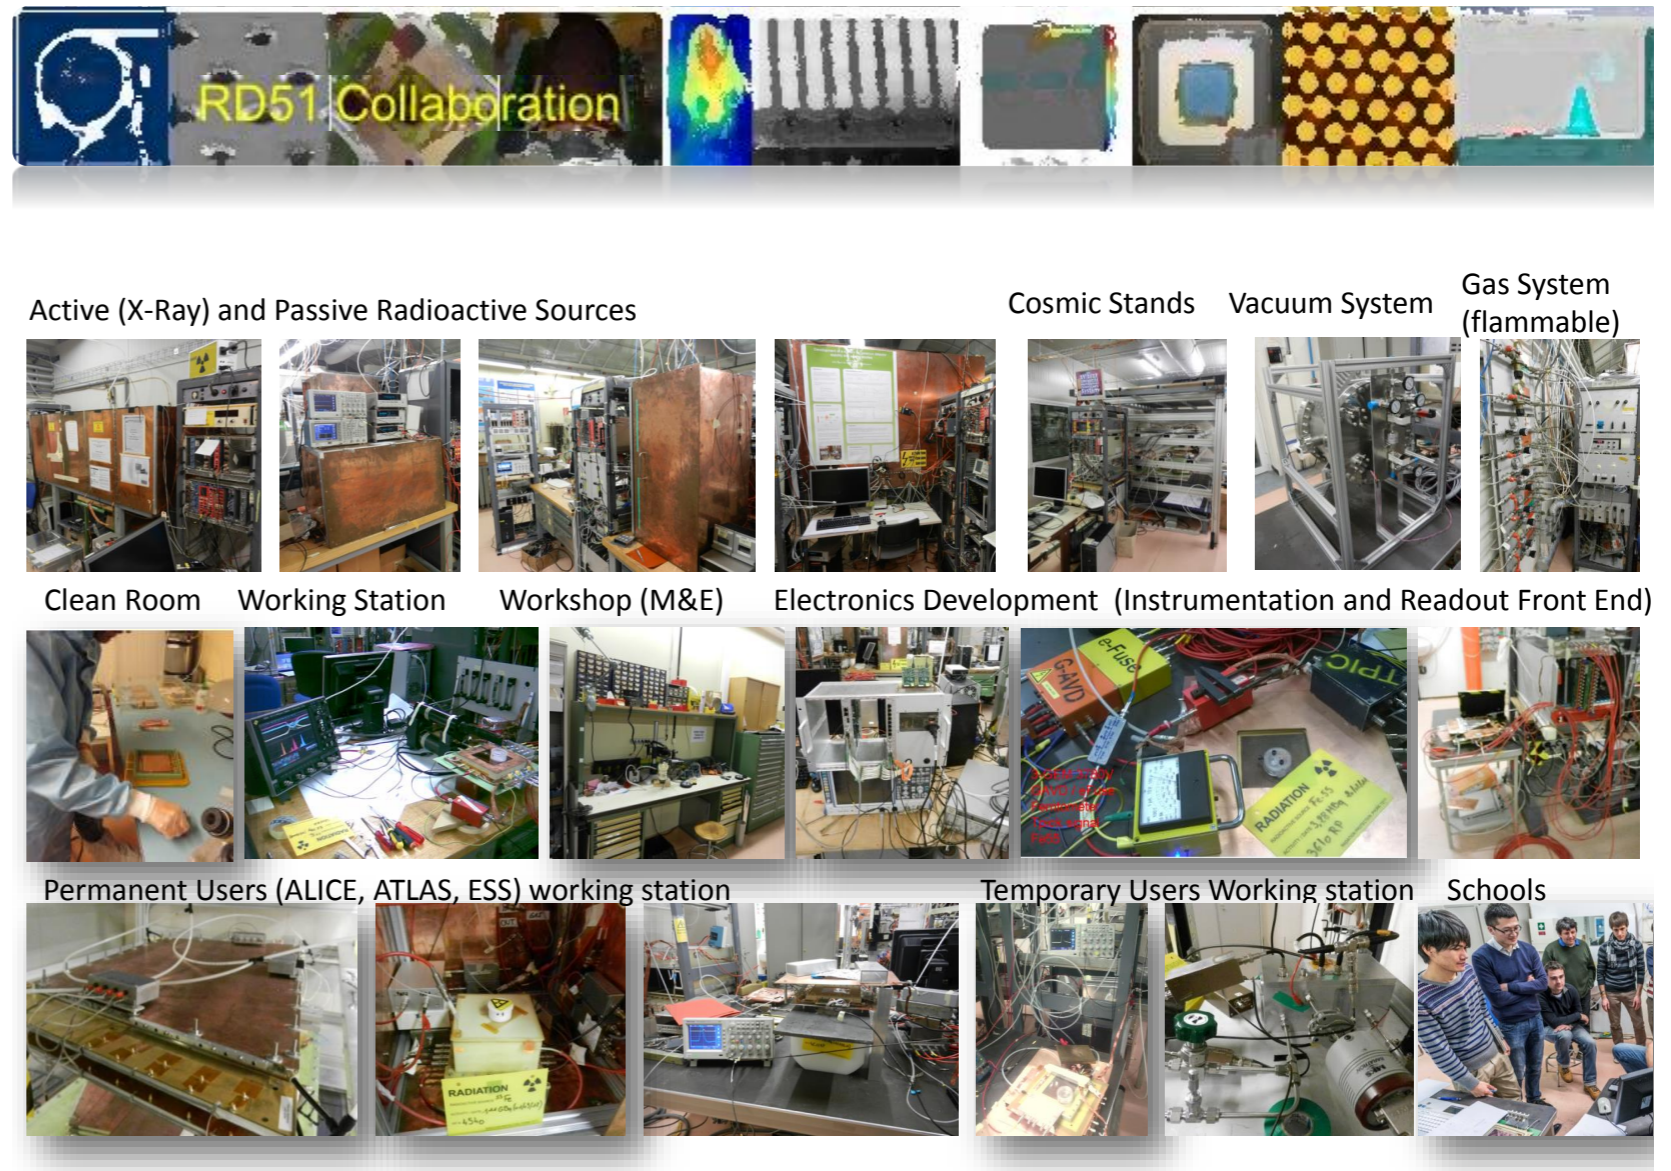 RD51 Collaboration
Active (X-Ray) and Passive Radioactive Sources
Cosmic Stands
Vacuum System
Gas System
(flammable)
Clean Room
Working Station
Workshop (M&E)
Electronics Development (Instrumentation and Readout Front End)
e-Fuse
G-AVD
TPIC
RADIATION
Fe55
Permanent Users (ALICE, ATLAS, ESS) working station
Temporary Users Working station
Schools
RADIATION
4540